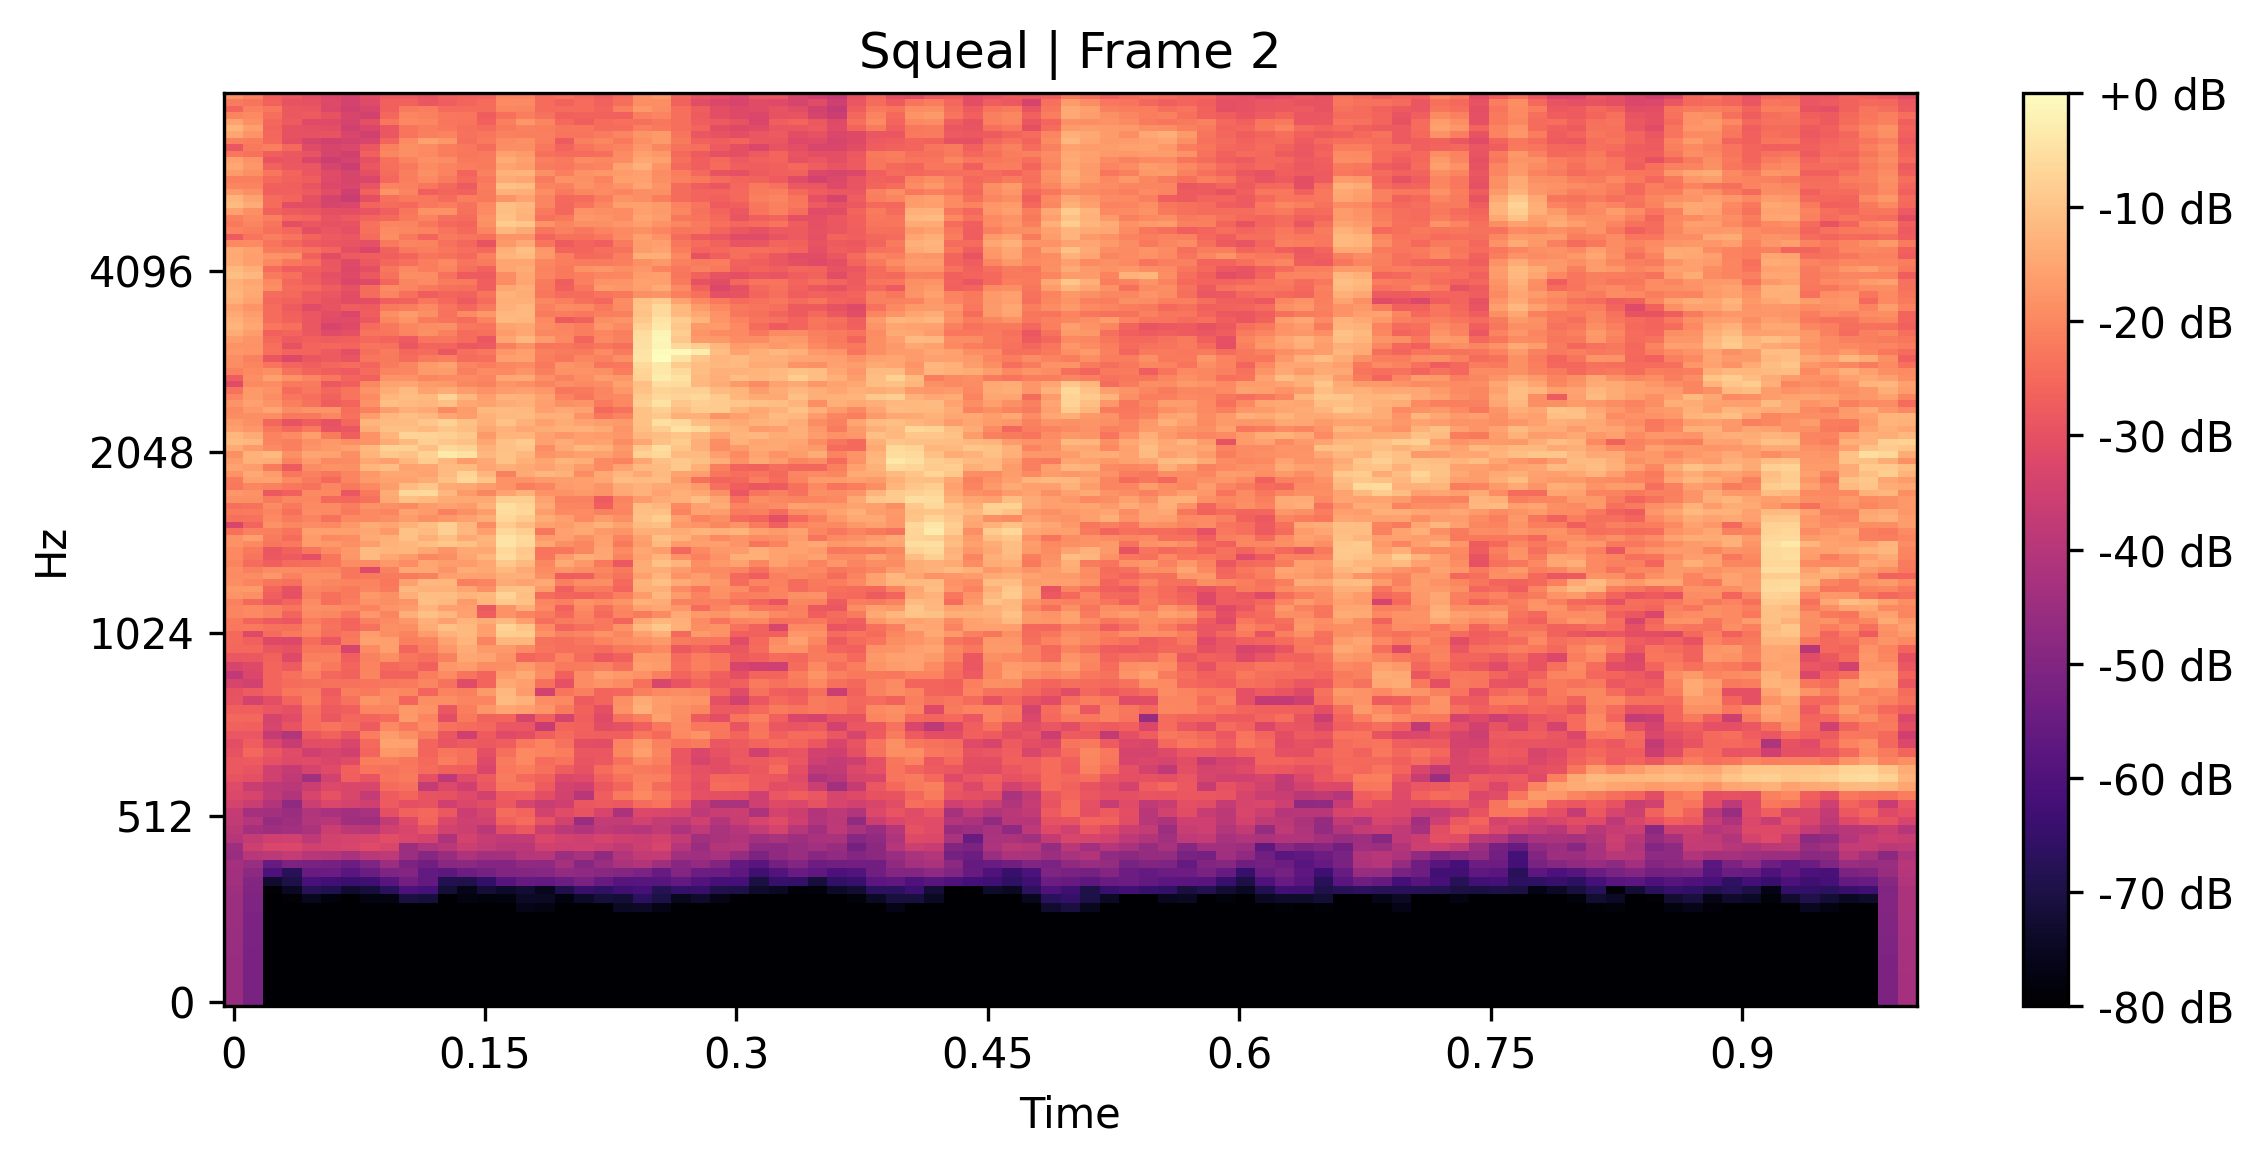 Squeal | Frame 2
+0 dB
-10 dB
-20 dB
-30 dB
-40 dB
-50 dB
-60 dB
-70 dB
-80 dB
Hz
4096
2048
1024
512
0
0 0.15 0.3 0.45 0.6 0.75 0.9
Time